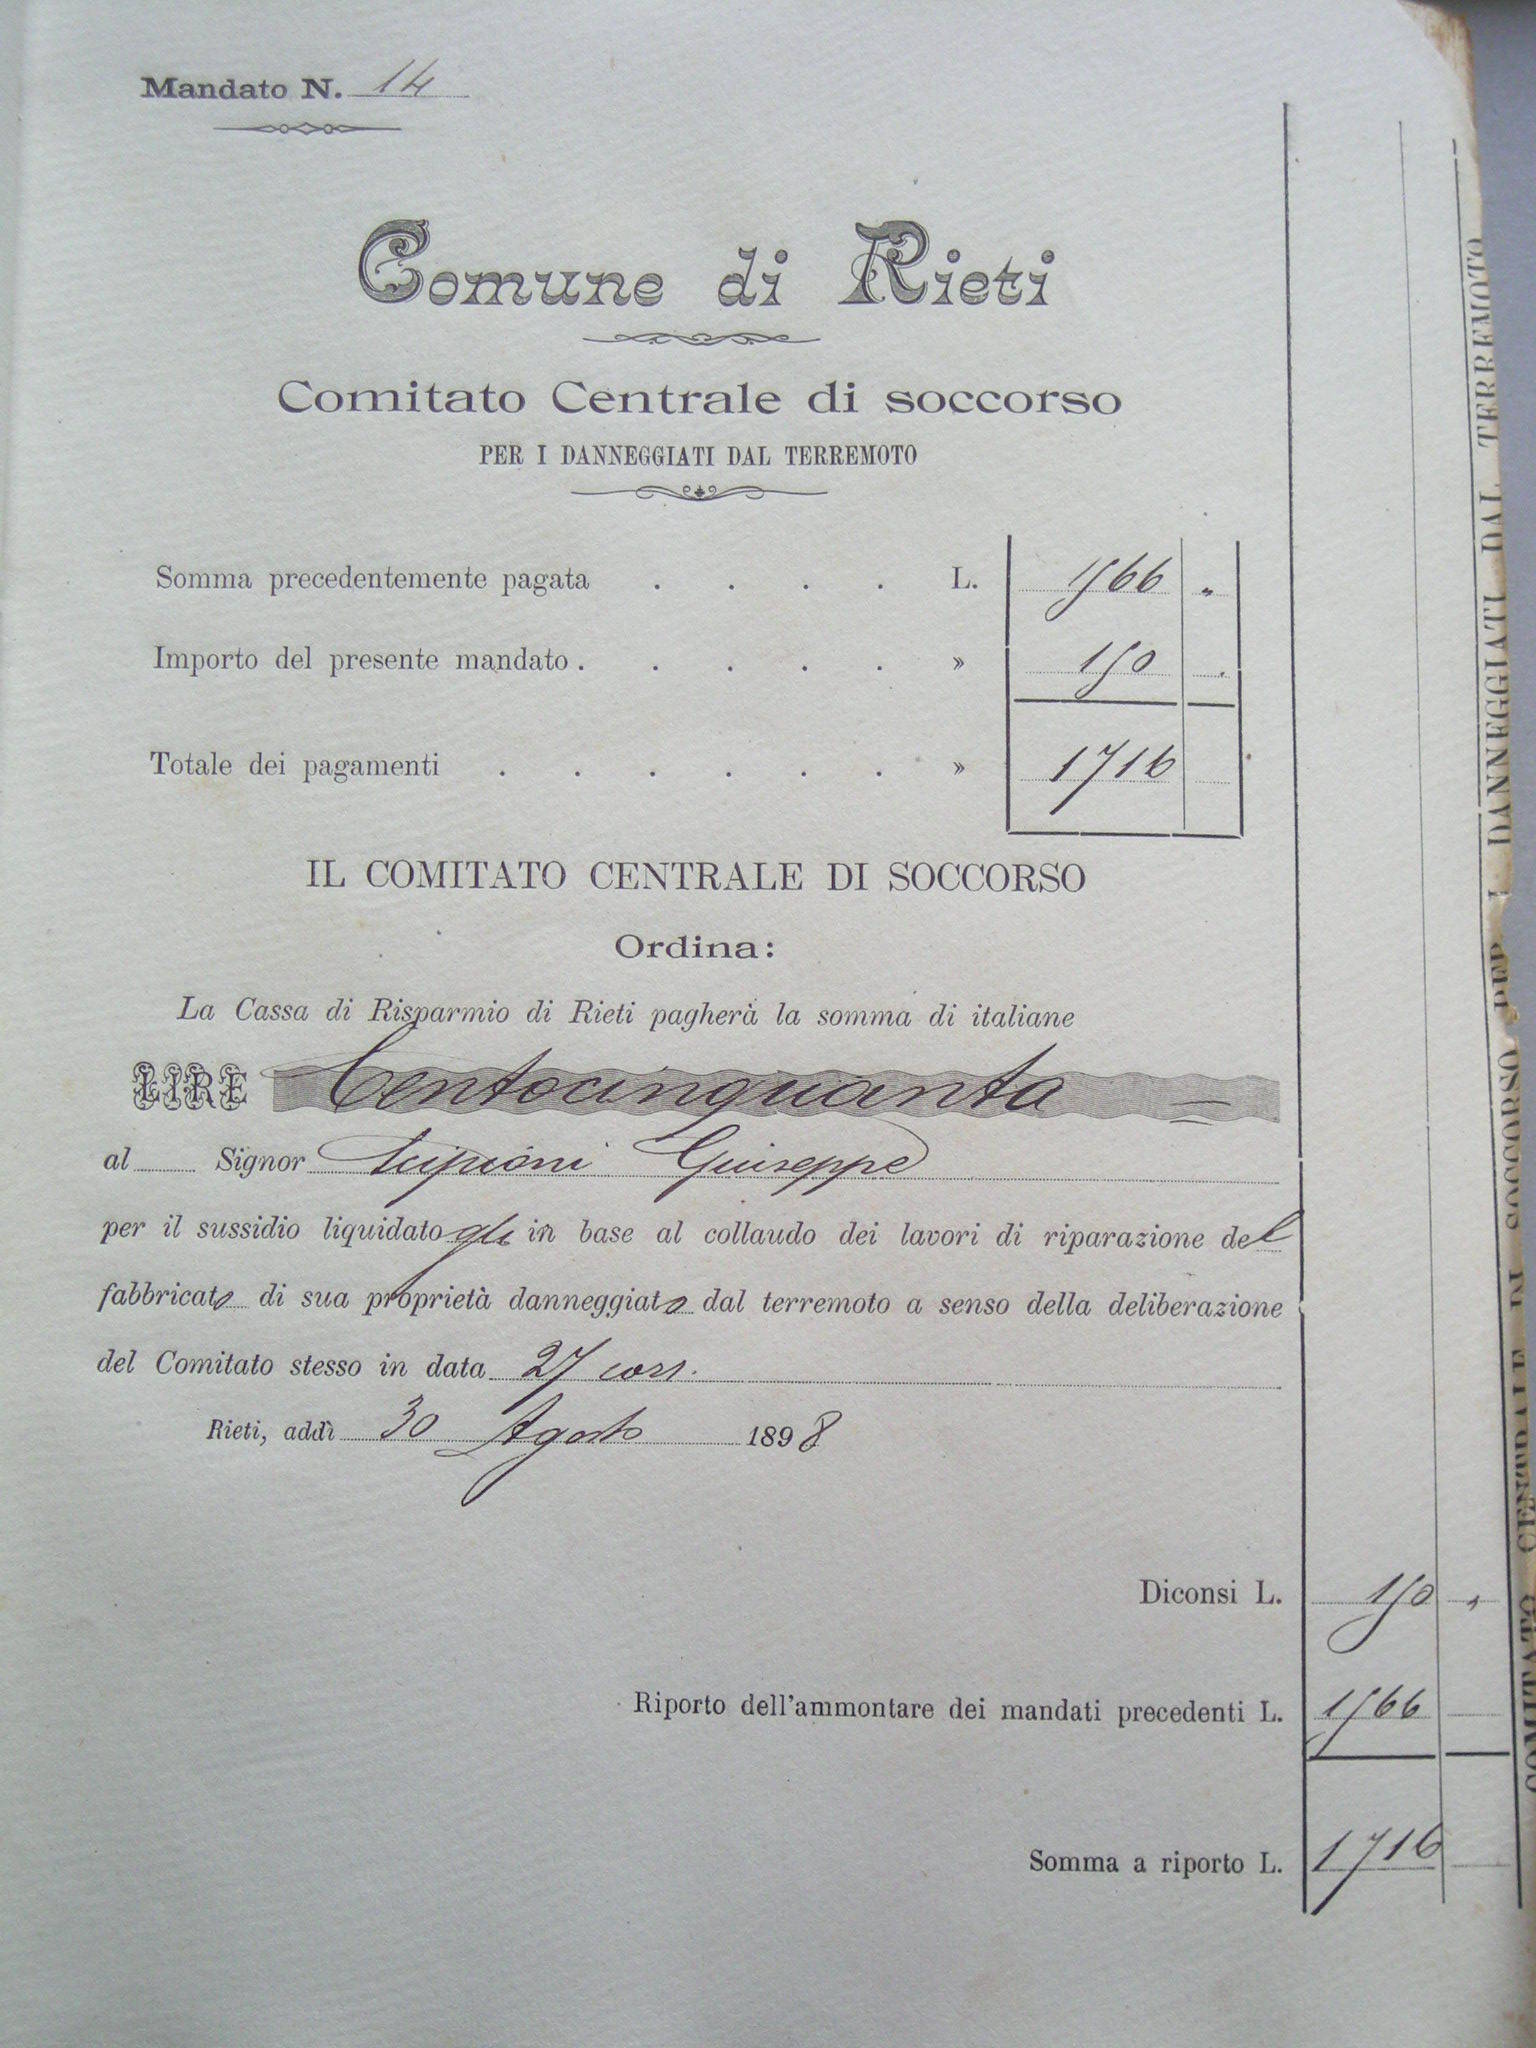 Mandato N. 14
Comune di Rieti
Comitato Centrale di soccorso
PER I DANNEGGIATI DAL TERREMOTO
Somma precedentemente pagata . . . . L. 1566 "
Importo del presente mandato . . . . . » 150 "
Totale dei pagamenti . . . . . . » 1716
IL COMITATO CENTRALE DI SOCCORSO
Ordina:
La Cassa di Risparmio di Rieti pagherà la somma di italiane
LIRE Centocinquanta
al Signor Scipioni Giuseppe
per il sussidio liquidatogli in base al collaudo dei lavori di riparazione del
fabbricato di sua proprietà danneggiato dal terremoto a senso della deliberazione
del Comitato stesso in data 27 corr.
Rieti, addì 30 Agosto 1898
Diconsi L. 150 "
Riporto dell'ammontare dei mandati precedenti L. 1566
Somma a riporto L. 1716
COMITATO CENTRALE DI SOCCORSO PER I DANNEGGIATI DAL TERREMOTO